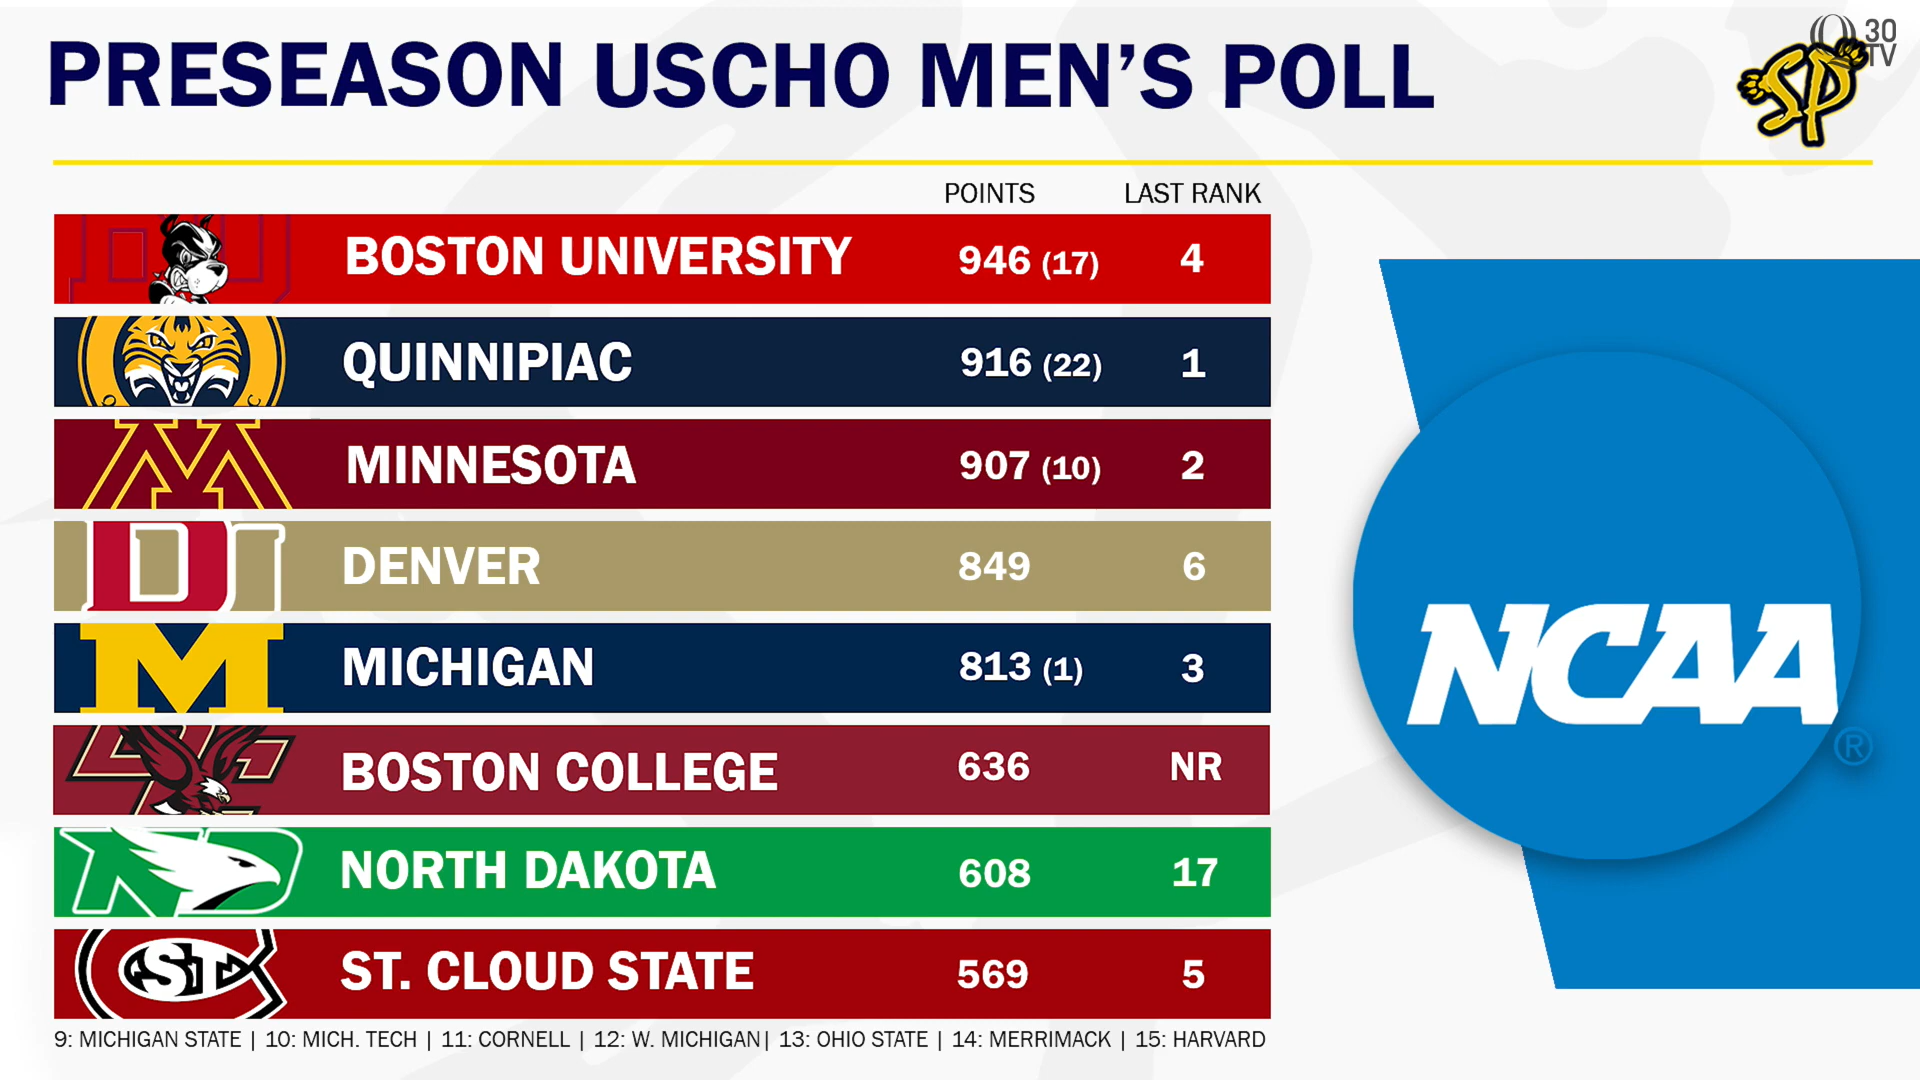 PRESEASON USCHO MEN'S POLL
30
TV
SP
POINTS LAST RANK
BOSTON UNIVERSITY 946 (17) 4
QUINNIPIAC 916 (22) 1
MINNESOTA 907 (10) 2
DENVER 849 6
MICHIGAN 813 (1) 3
BOSTON COLLEGE 636 NR
NORTH DAKOTA 608 17
ST. CLOUD STATE 569 5
9: MICHIGAN STATE | 10: MICH. TECH | 11: CORNELL | 12: W. MICHIGAN| 13: OHIO STATE | 14: MERRIMACK | 15: HARVARD
NCAA
®